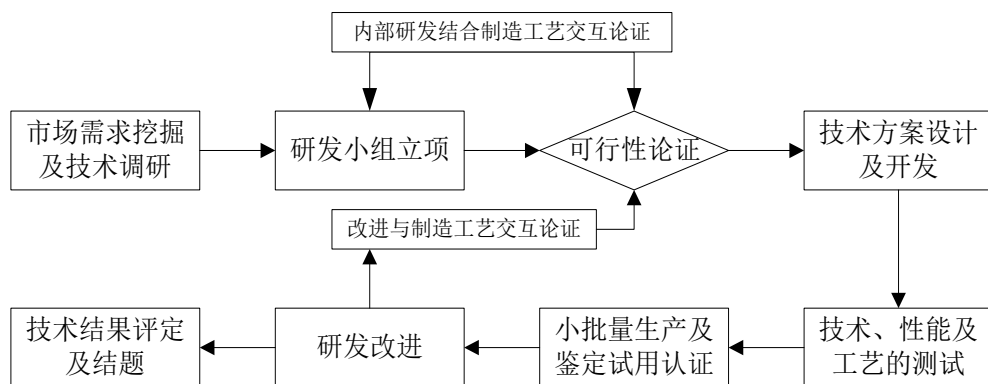 内部研发结合制造工艺交互论证
市场需求挖掘
及技术调研
研发小组立项
可行性论证
技术方案设计
及开发
改进与制造工艺交互论证
技术结果评定
及结题
研发改进
小批量生产及
鉴定试用认证
技术、性能及
工艺的测试